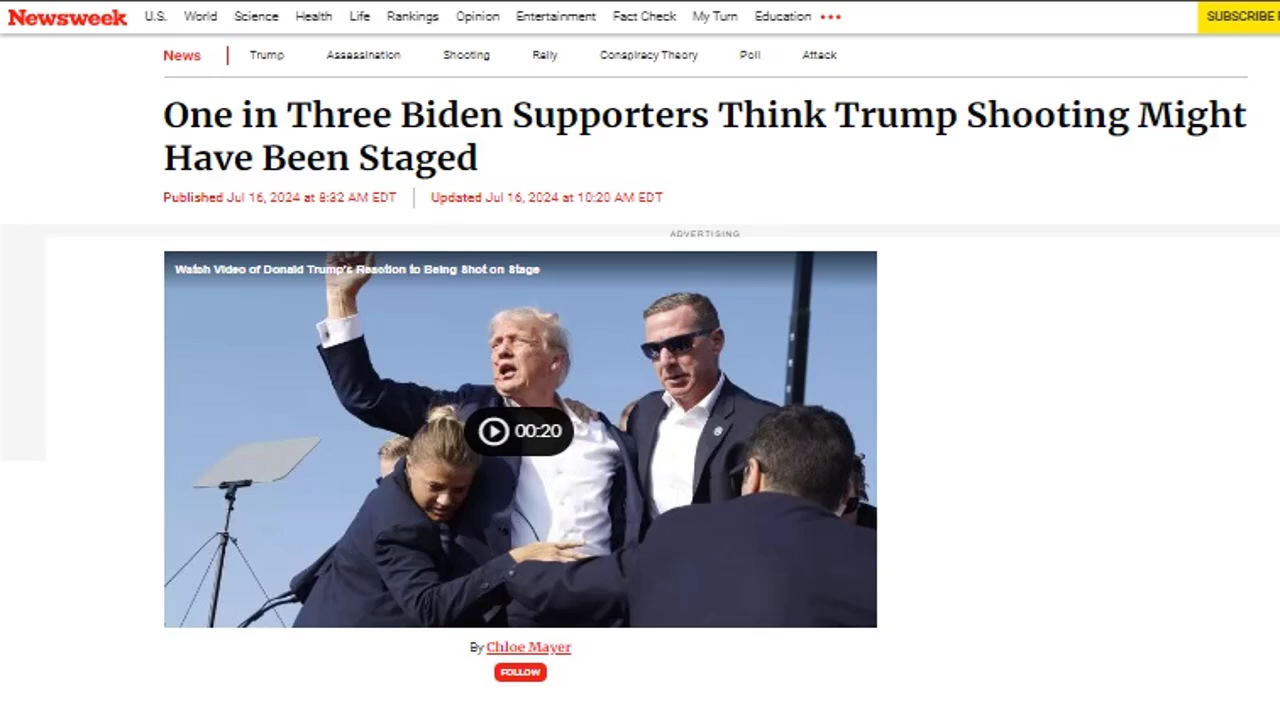 Newsweek U.S. World Science Health Life Rankings Opinion Entertainment Fact Check My Turn Education SUBSCRIBE
News Trump Assassination Shooting Rally Conspiracy Theory Poll Attack
One in Three Biden Supporters Think Trump Shooting Might
Have Been Staged
Published Jul 16, 2024 at 8:32 AM EDT Updated Jul 16, 2024 at 10:20 AM EDT
ADVERTISING
Watch Video of Donald Trump's Reaction to Being Shot on Stage
00:20
By Chloe Mayer
FOLLOW